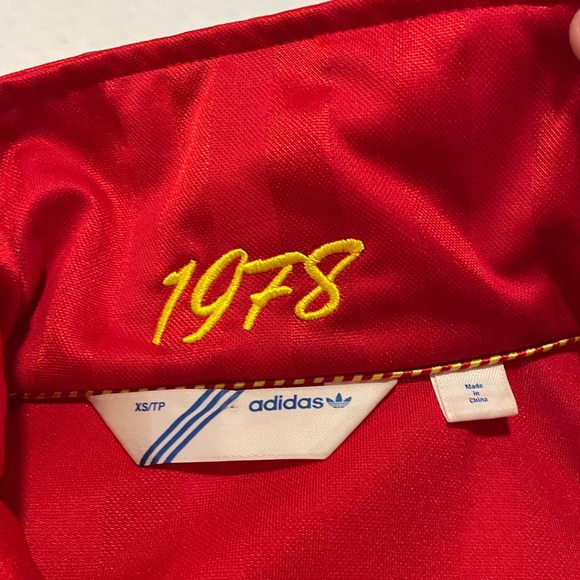 1978
XS/TP
adidas
Made
in
China